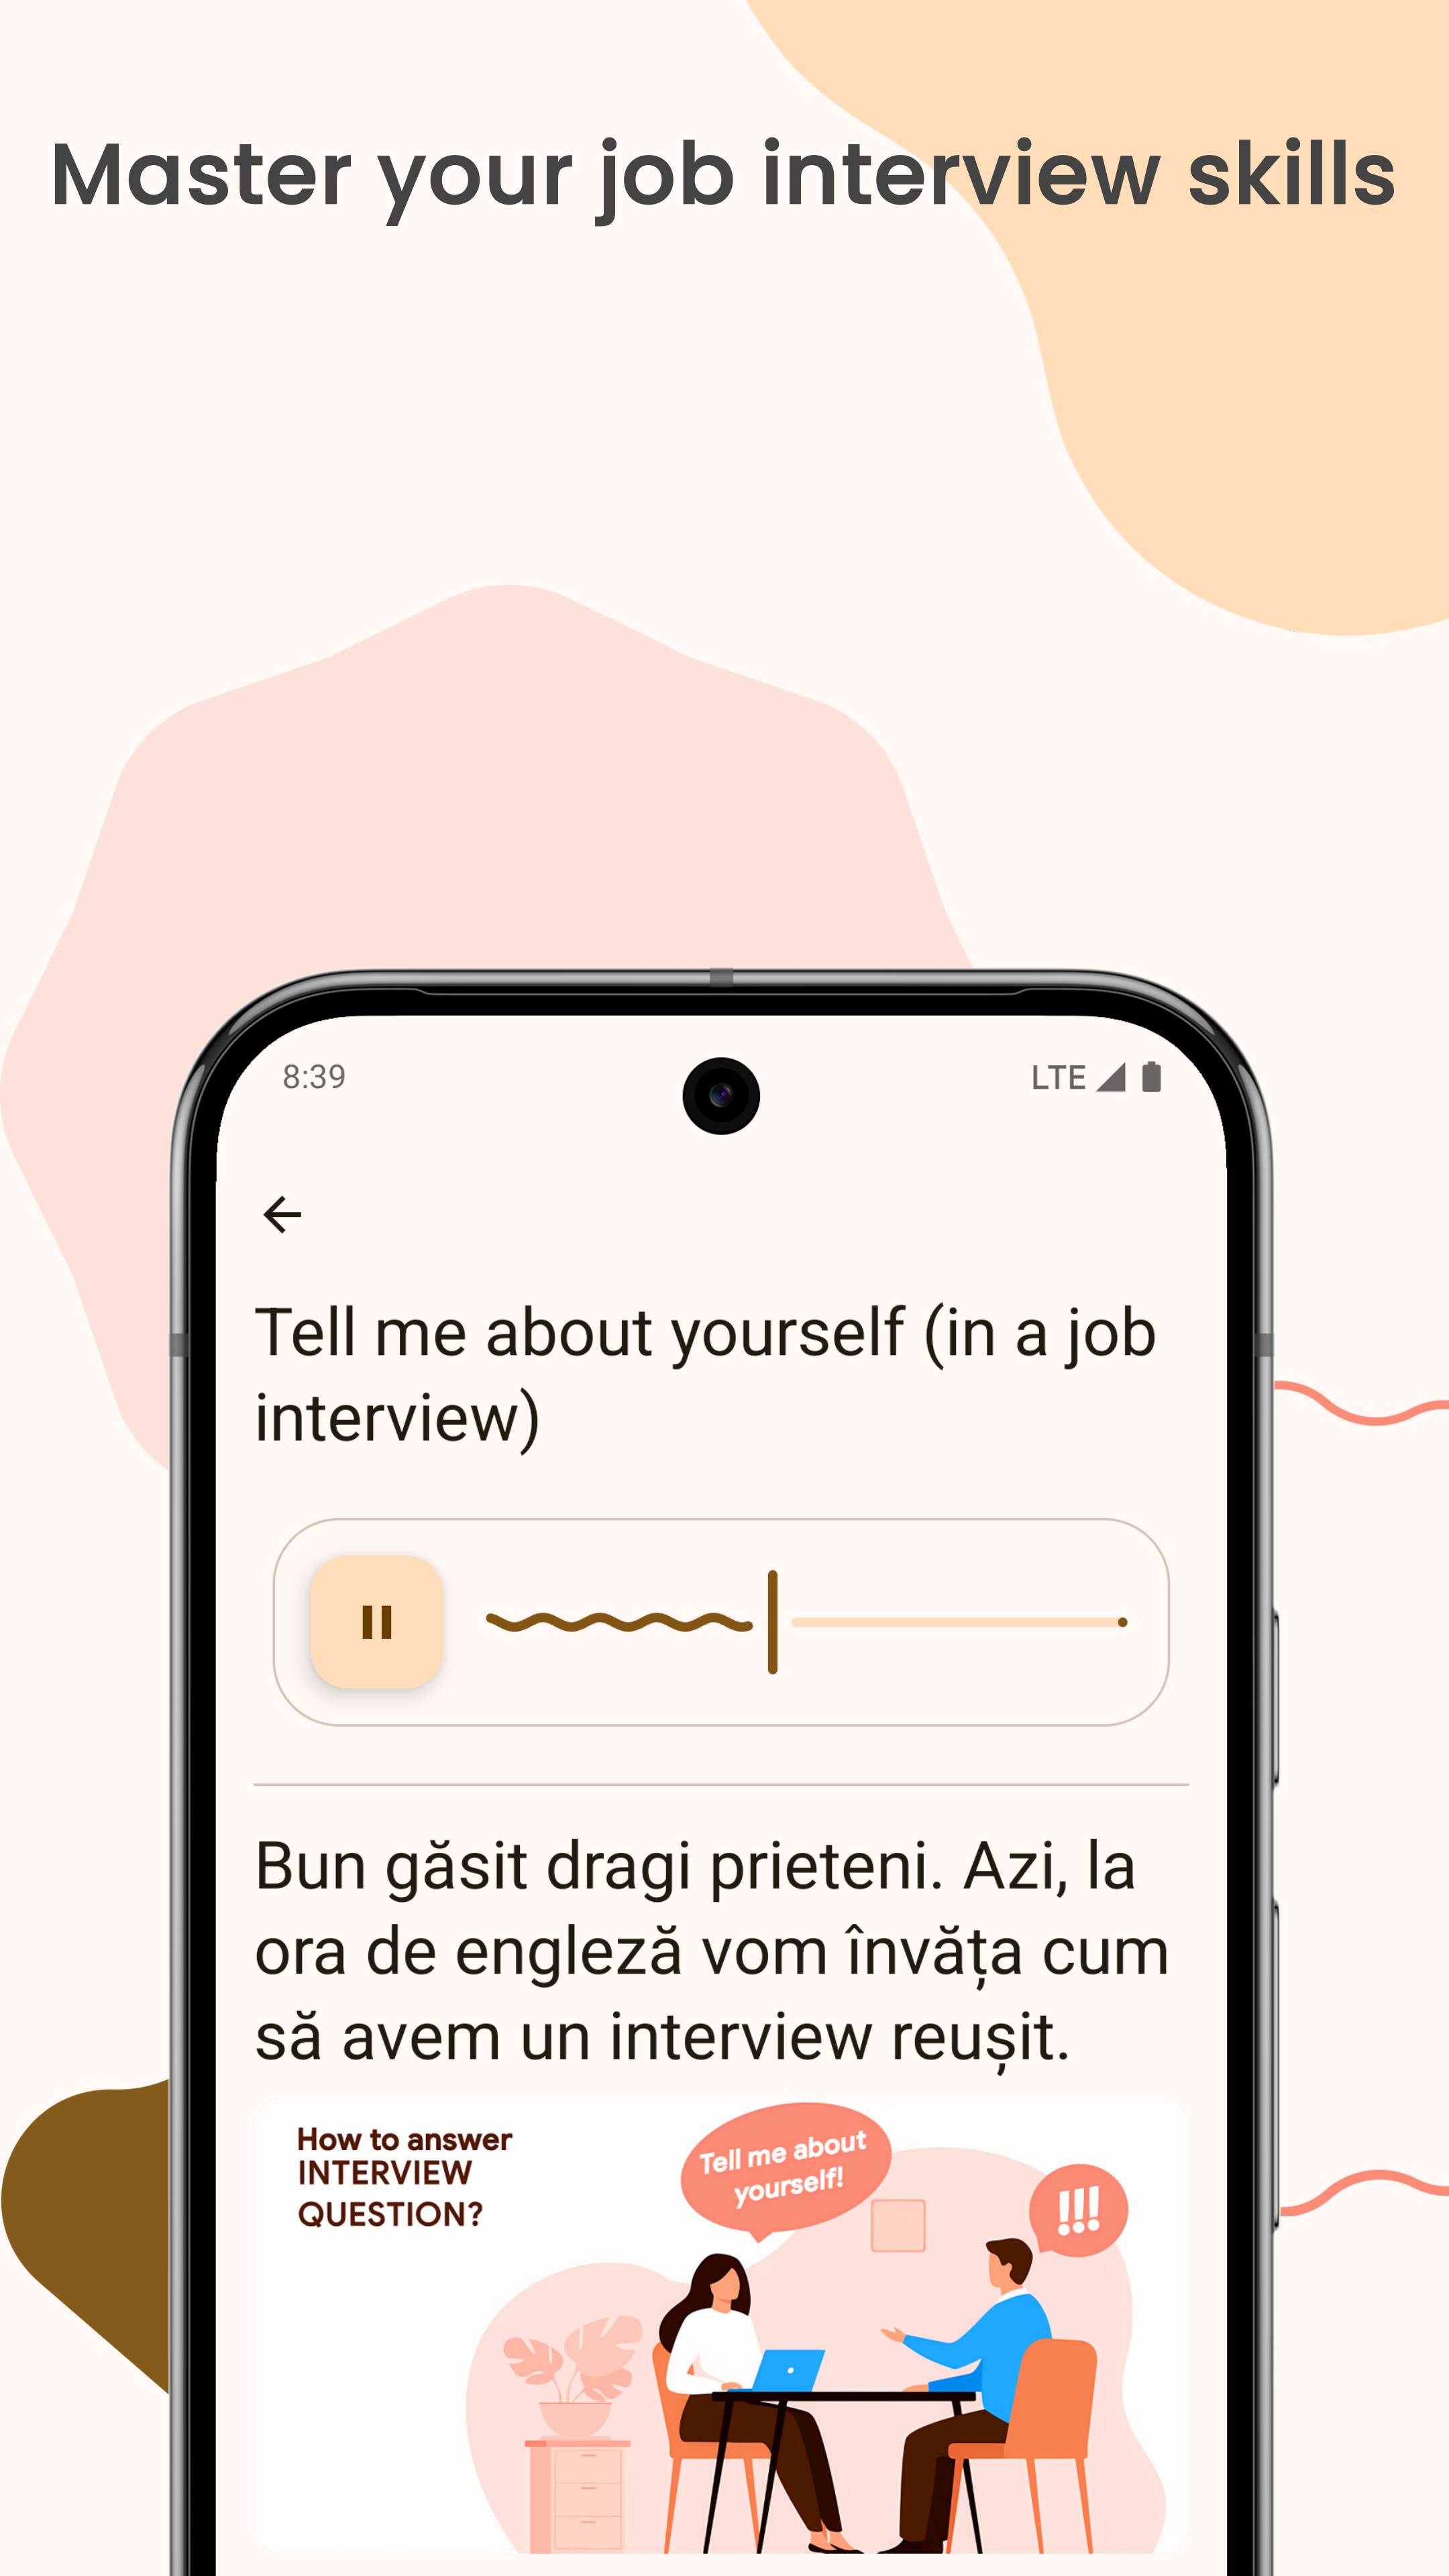 Master your job interview skills
8:39
LTE
Tell me about yourself (in a job
interview)
Bun găsit dragi prieteni. Azi, la
ora de engleză vom învăța cum
să avem un interview reușit.
How to answer
INTERVIEW
QUESTION?
Tell me about
yourself!
!!!